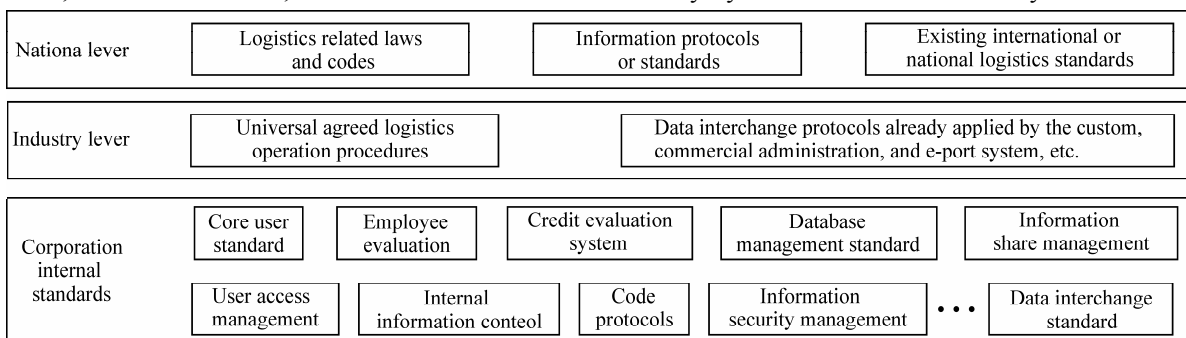 Nationa lever
Logistics related laws
and codes
Information protocols
or standards
Existing international or
national logistics standards
Industry lever
Universal agreed logistics
operation procedures
Data interchange protocols already applied by the custom,
commercial administration, and e-port system, etc.
Corporation
internal
standards
Core user
standard
Employee
evaluation
Credit evaluation
system
Database
management standard
Information
share management
User access
management
Internal
information conteol
Code
protocols
Information
security management
• • •
Data interchange
standard